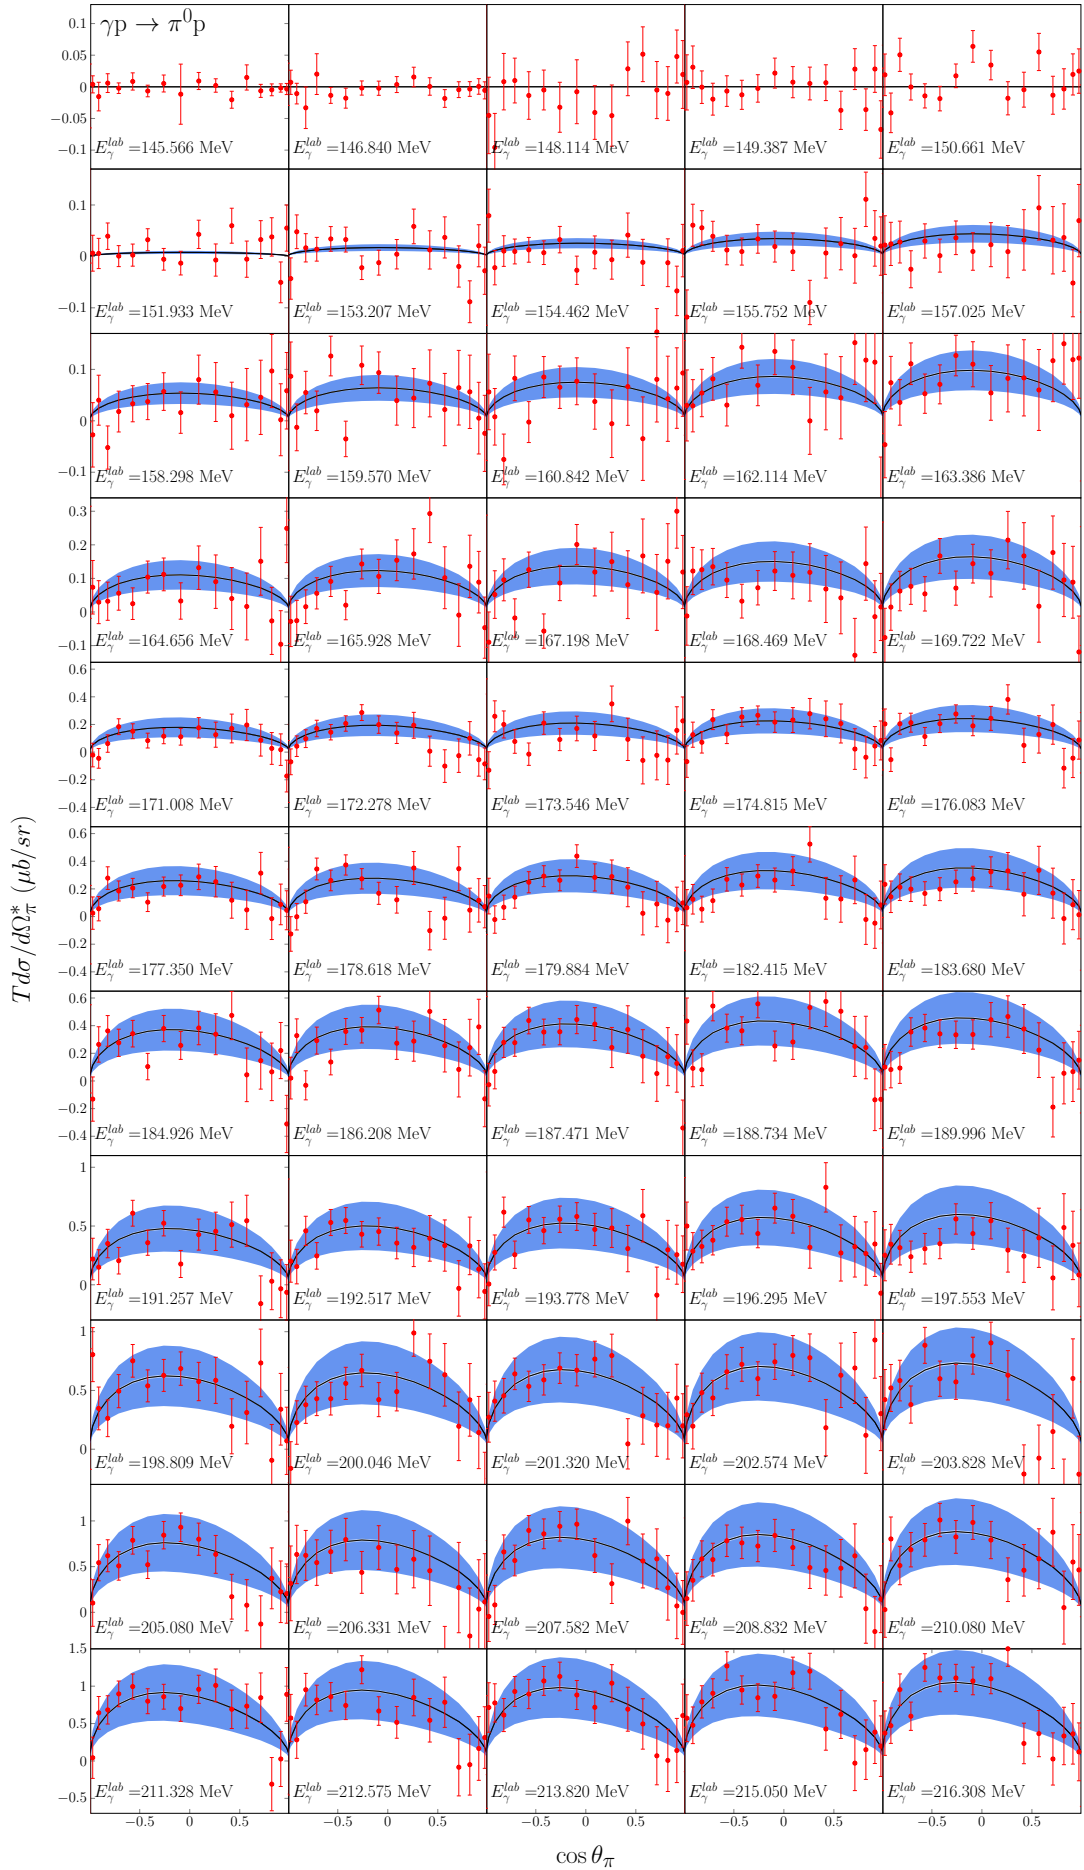 γp → π⁰p
0.1
0.05
0
−0.05
−0.1
E_γ^{lab} =145.566 MeV
E_γ^{lab} =146.840 MeV
E_γ^{lab} =148.114 MeV
E_γ^{lab} =149.387 MeV
E_γ^{lab} =150.661 MeV
0.1
0
−0.1
E_γ^{lab} =151.933 MeV
E_γ^{lab} =153.207 MeV
E_γ^{lab} =154.462 MeV
E_γ^{lab} =155.752 MeV
E_γ^{lab} =157.025 MeV
0.1
0
−0.1
E_γ^{lab} =158.298 MeV
E_γ^{lab} =159.570 MeV
E_γ^{lab} =160.842 MeV
E_γ^{lab} =162.114 MeV
E_γ^{lab} =163.386 MeV
0.3
0.2
0.1
0
−0.1
E_γ^{lab} =164.656 MeV
E_γ^{lab} =165.928 MeV
E_γ^{lab} =167.198 MeV
E_γ^{lab} =168.469 MeV
E_γ^{lab} =169.722 MeV
0.6
0.4
0.2
0
−0.2
−0.4
E_γ^{lab} =171.008 MeV
E_γ^{lab} =172.278 MeV
E_γ^{lab} =173.546 MeV
E_γ^{lab} =174.815 MeV
E_γ^{lab} =176.083 MeV
T dσ/dΩ*_π (μb/sr)
0.6
0.4
0.2
0
−0.2
−0.4
E_γ^{lab} =177.350 MeV
E_γ^{lab} =178.618 MeV
E_γ^{lab} =179.884 MeV
E_γ^{lab} =182.415 MeV
E_γ^{lab} =183.680 MeV
0.6
0.4
0.2
0
−0.2
−0.4
E_γ^{lab} =184.926 MeV
E_γ^{lab} =186.208 MeV
E_γ^{lab} =187.471 MeV
E_γ^{lab} =188.734 MeV
E_γ^{lab} =189.996 MeV
1
0.5
0
E_γ^{lab} =191.257 MeV
E_γ^{lab} =192.517 MeV
E_γ^{lab} =193.778 MeV
E_γ^{lab} =196.295 MeV
E_γ^{lab} =197.553 MeV
1
0.5
0
E_γ^{lab} =198.809 MeV
E_γ^{lab} =200.046 MeV
E_γ^{lab} =201.320 MeV
E_γ^{lab} =202.574 MeV
E_γ^{lab} =203.828 MeV
1
0.5
0
E_γ^{lab} =205.080 MeV
E_γ^{lab} =206.331 MeV
E_γ^{lab} =207.582 MeV
E_γ^{lab} =208.832 MeV
E_γ^{lab} =210.080 MeV
1.5
1
0.5
0
−0.5
E_γ^{lab} =211.328 MeV
E_γ^{lab} =212.575 MeV
E_γ^{lab} =213.820 MeV
E_γ^{lab} =215.050 MeV
E_γ^{lab} =216.308 MeV
−0.5 0 0.5 −0.5 0 0.5 −0.5 0 0.5 −0.5 0 0.5 −0.5 0 0.5
cos θ_π